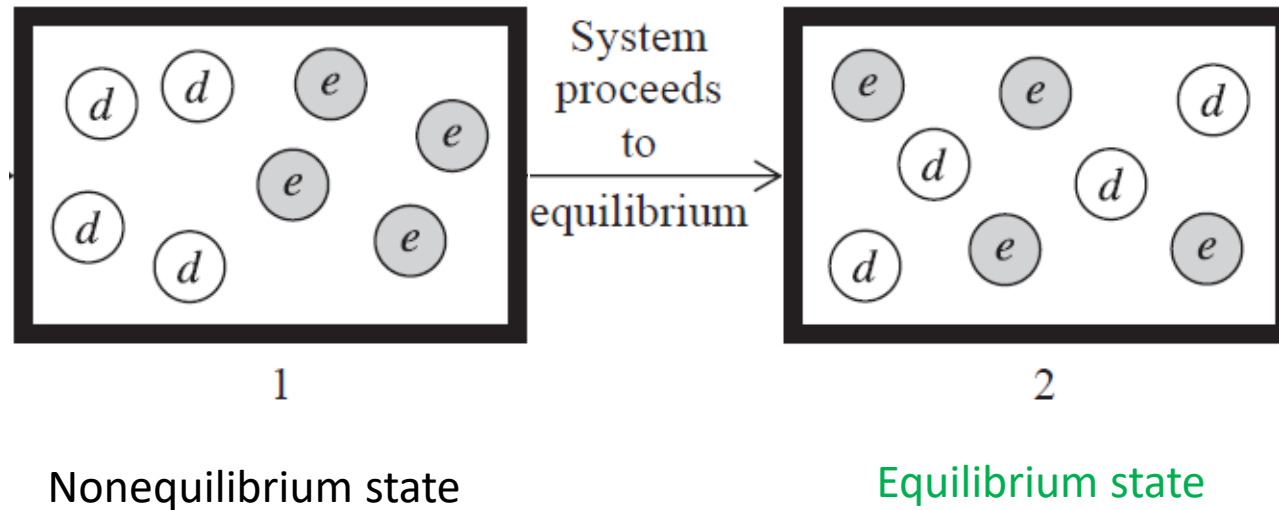 d d e e
e
d d e
1
System
proceeds
to
equilibrium
e e d
d d
d e e
2
Nonequilibrium state
Equilibrium state